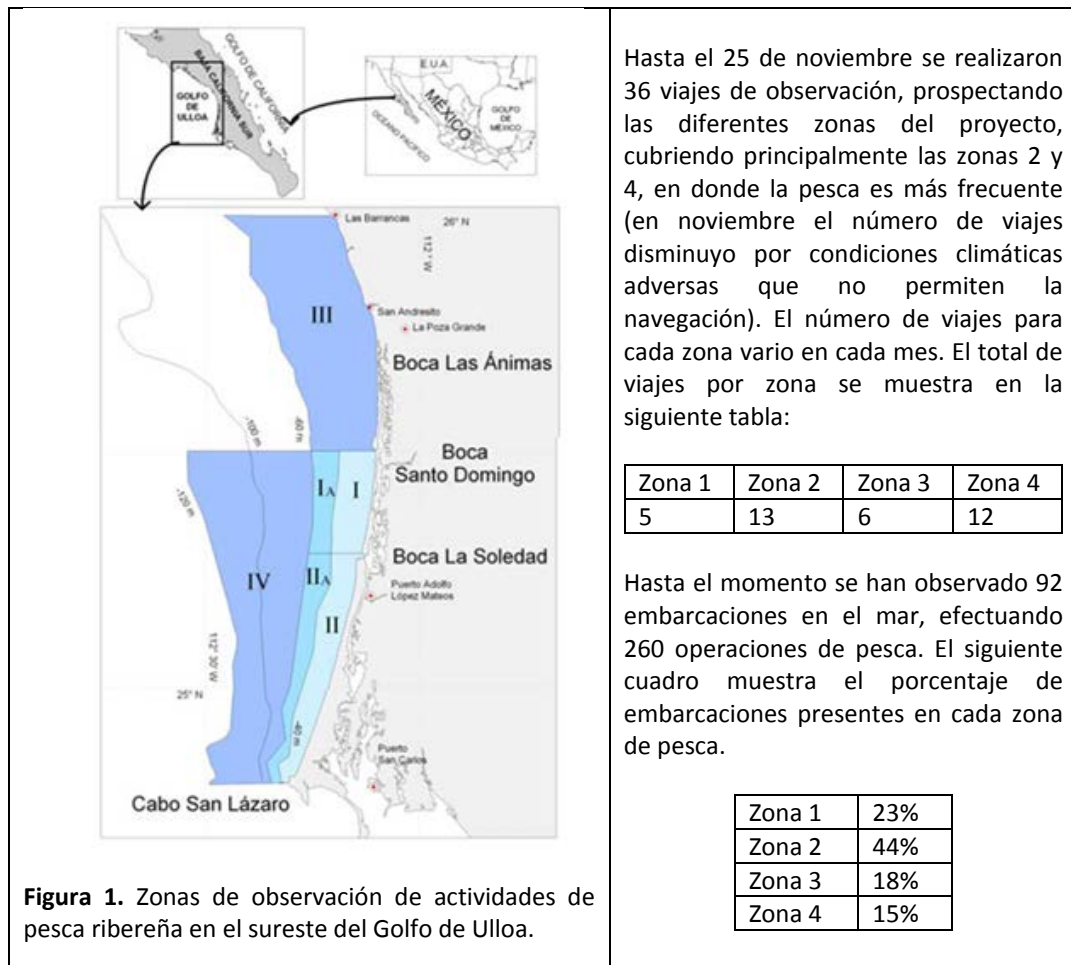 GOLFO DE CALIFORNIA
BAJA CALIFORNIA SUR
GOLFO
DE
ULLOA
E.U.A.
MÉXICO
GOLFO
DE
MÉXICO
OCEANO PACÍFICO
Las Barrancas
26° N
112° W
III
San Andresito
La Poza Grande
Boca Las Ánimas
-60 m
-100 m
Boca
Santo Domingo
IA
I
-120 m
Boca La Soledad
IV
IIA
Puerto Adolfo
López Mateos
II
112° 30' W
25° N
-40 m
Puerto
San Carlos
Cabo San Lázaro
Figura 1. Zonas de observación de actividades de
pesca ribereña en el sureste del Golfo de Ulloa.
Hasta el 25 de noviembre se realizaron
36 viajes de observación, prospectando
las diferentes zonas del proyecto,
cubriendo principalmente las zonas 2 y
4, en donde la pesca es más frecuente
(en noviembre el número de viajes
disminuyo por condiciones climáticas
adversas que no permiten la
navegación). El número de viajes para
cada zona vario en cada mes. El total de
viajes por zona se muestra en la
siguiente tabla:
Zona 1 Zona 2 Zona 3 Zona 4
5 13 6 12
Hasta el momento se han observado 92
embarcaciones en el mar, efectuando
260 operaciones de pesca. El siguiente
cuadro muestra el porcentaje de
embarcaciones presentes en cada zona
de pesca.
Zona 1 23%
Zona 2 44%
Zona 3 18%
Zona 4 15%